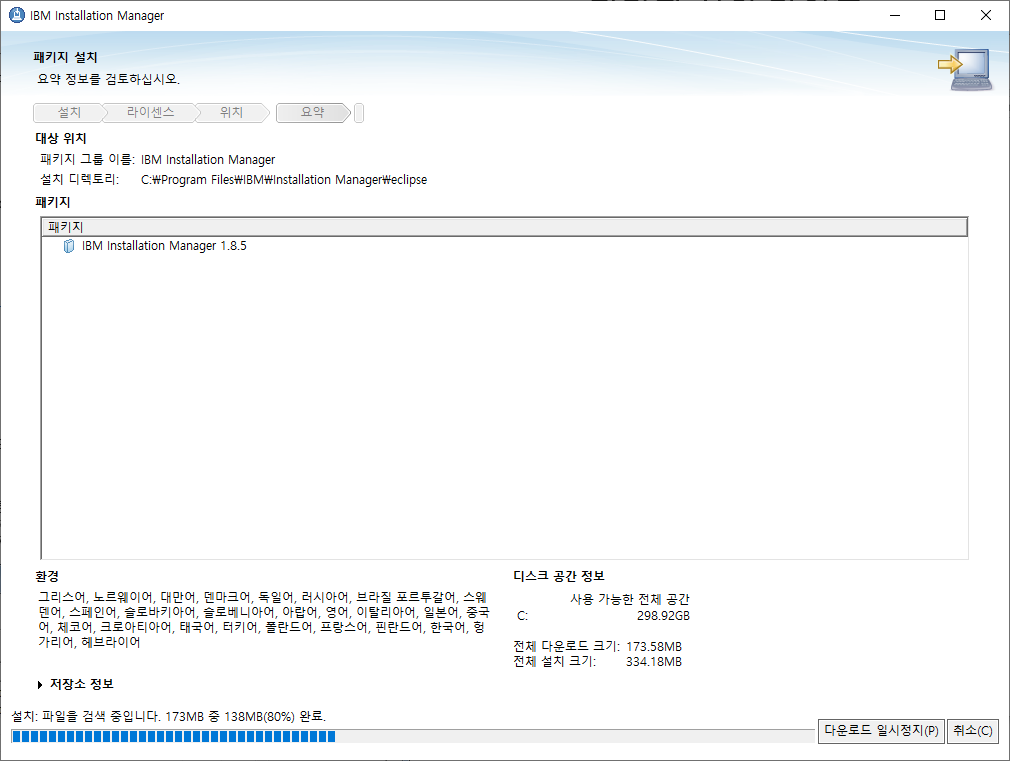 IBM Installation Manager
패키지 설치
요약 정보를 검토하십시오.
설치 라이센스 위치 요약
대상 위치
패키지 그룹 이름: IBM Installation Manager
설치 디렉토리: C:₩Program Files₩IBM₩Installation Manager₩eclipse
패키지
패키지
IBM Installation Manager 1.8.5
환경
그리스어, 노르웨이어, 대만어, 덴마크어, 독일어, 러시아어, 브라질 포르투갈어, 스웨
덴어, 스페인어, 슬로바키아어, 슬로베니아어, 아랍어, 영어, 이탈리아어, 일본어, 중국
어, 체코어, 크로아티아어, 태국어, 터키어, 폴란드어, 프랑스어, 핀란드어, 한국어, 헝
가리어, 헤브라이어
디스크 공간 정보
사용 가능한 전체 공간
C: 298.92GB
전체 다운로드 크기: 173.58MB
전체 설치 크기: 334.18MB
저장소 정보
설치: 파일을 검색 중입니다. 173MB 중 138MB(80%) 완료.
다운로드 일시정지(P) 취소(C)